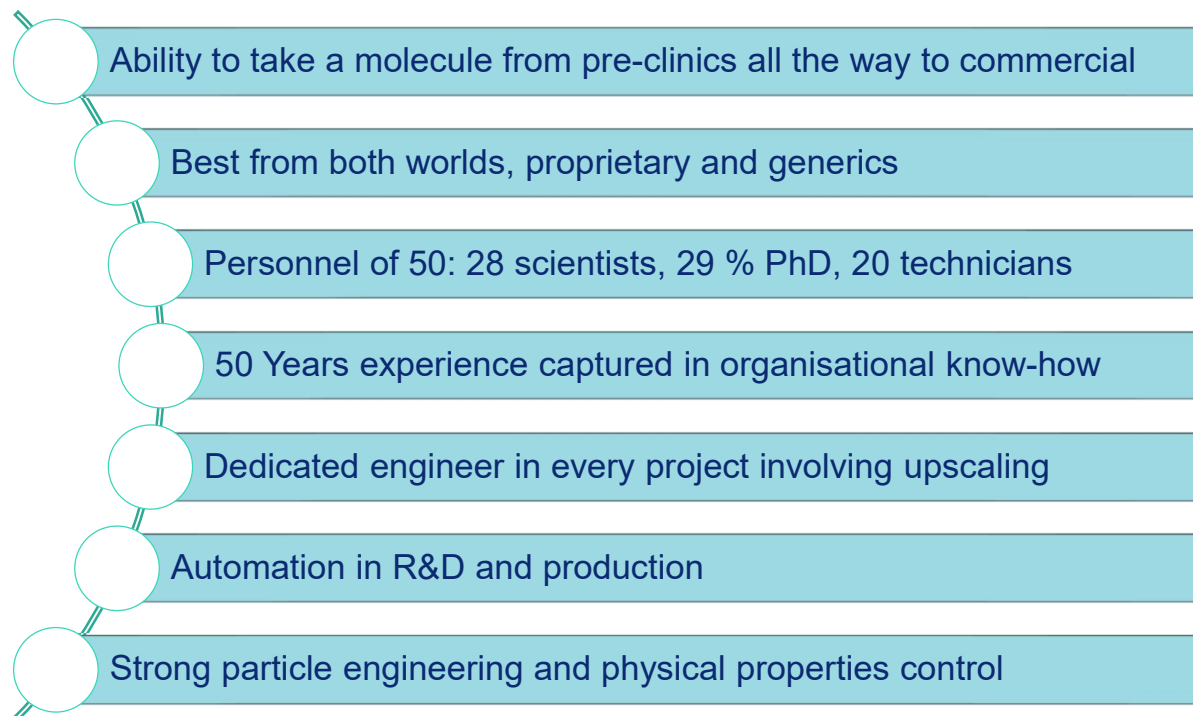 Ability to take a molecule from pre-clinics all the way to commercial
Best from both worlds, proprietary and generics
Personnel of 50: 28 scientists, 29 % PhD, 20 technicians
50 Years experience captured in organisational know-how
Dedicated engineer in every project involving upscaling
Automation in R&D and production
Strong particle engineering and physical properties control